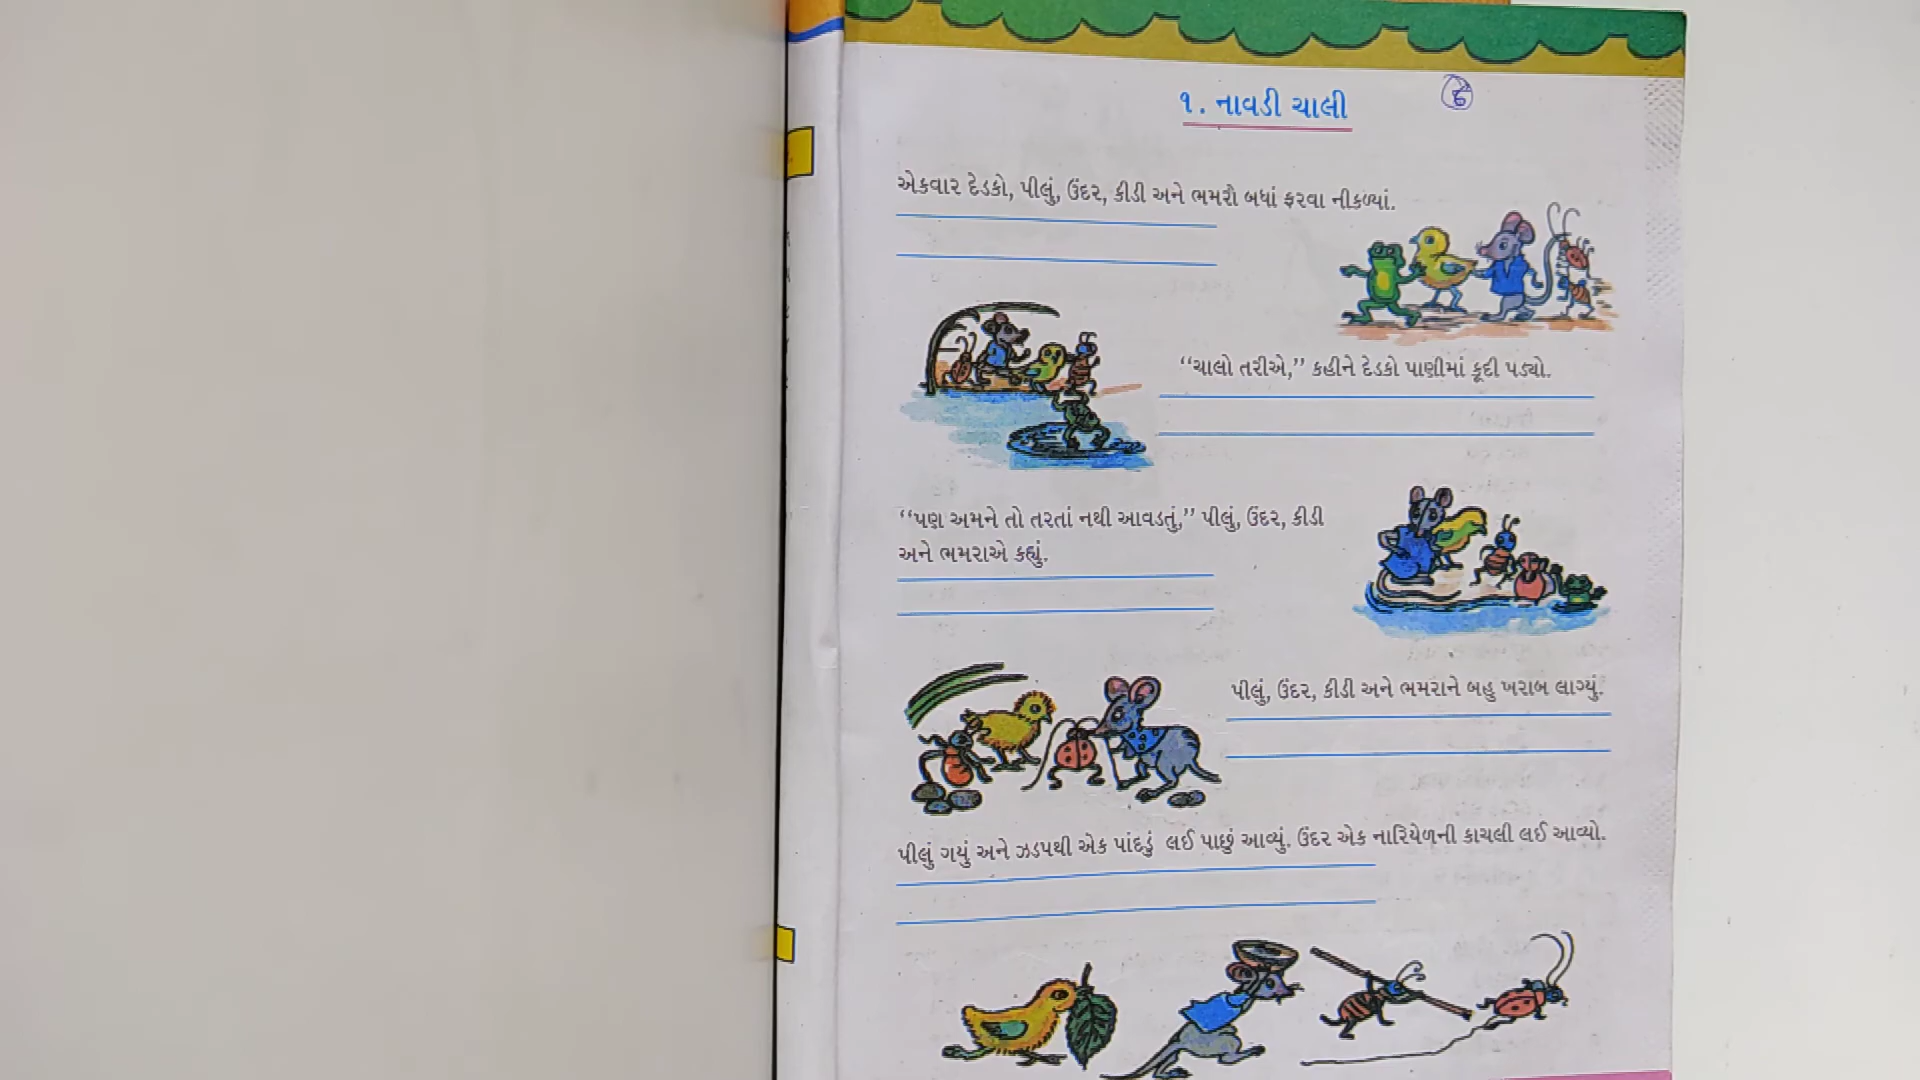 ૧. નાવડી ચાલી
એકવાર દેડકો, પીલું, ઉંદર, કીડી અને ભમરો બધાં ફરવા નીકળ્યાં.
“ચાલો તરીએ,” કહીને દેડકો પાણીમાં કૂદી પડ્યો.
“પણ અમને તો તરતાં નથી આવડતું,” પીલું, ઉંદર, કીડી
અને ભમરાએ કહ્યું.
પીલું, ઉંદર, કીડી અને ભમરાને બહુ ખરાબ લાગ્યું.
પીલું ગયું અને ઝડપથી એક પાંદડું લઈ પાછું આવ્યું. ઉંદર એક નારિયેળની કાચલી લઈ આવ્યો.